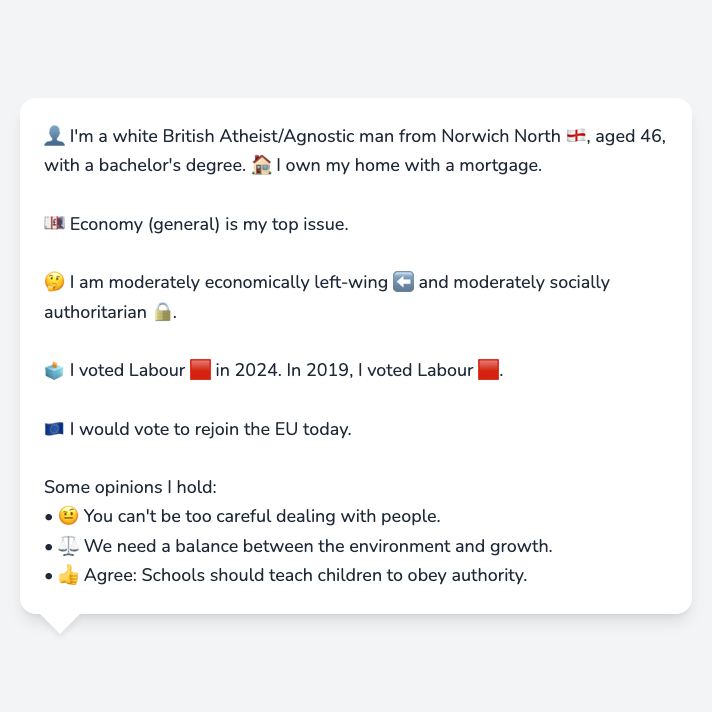 👤 I'm a white British Atheist/Agnostic man from Norwich North 🏴󠁧󠁢󠁥󠁮󠁧󠁿, aged 46,
with a bachelor's degree. 🏠 I own my home with a mortgage.
💷 Economy (general) is my top issue.
🤔 I am moderately economically left-wing ⬅️ and moderately socially
authoritarian 🔒.
🗳️ I voted Labour 🟥 in 2024. In 2019, I voted Labour 🟥.
🇪🇺 I would vote to rejoin the EU today.
Some opinions I hold:
• 🤨 You can't be too careful dealing with people.
• ⚖️ We need a balance between the environment and growth.
• 👍 Agree: Schools should teach children to obey authority.